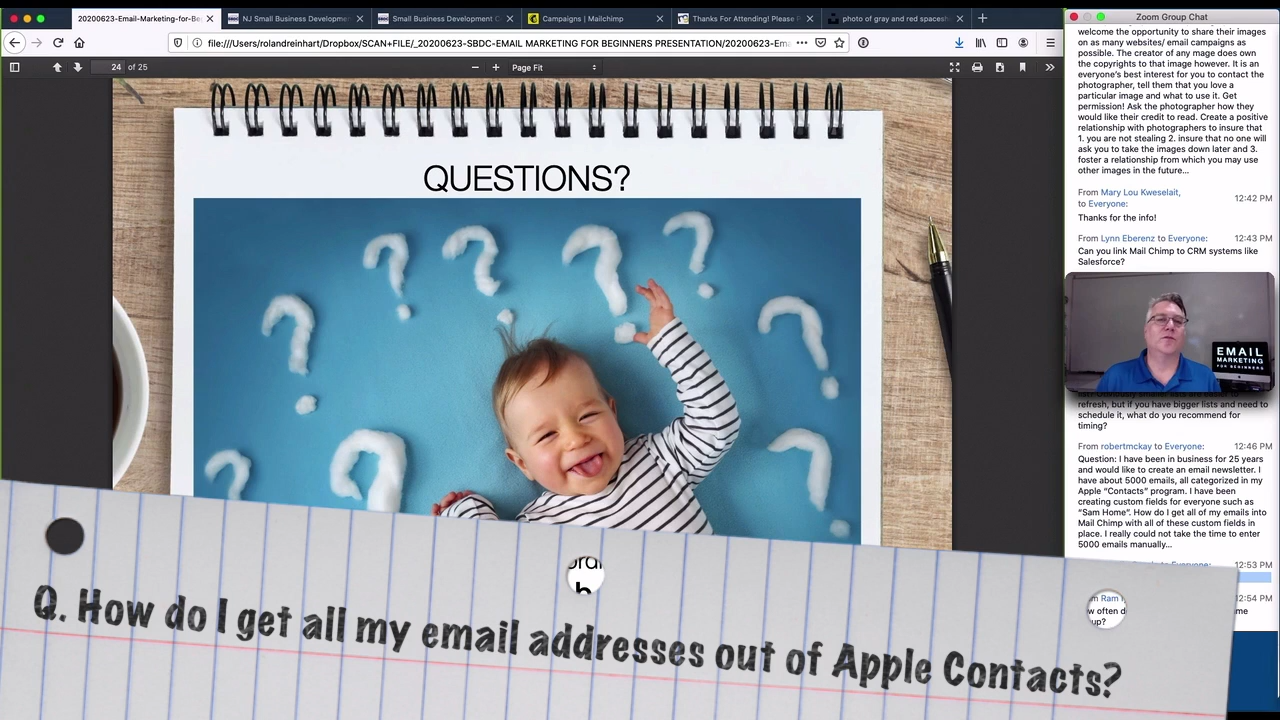 20200623-Email-Marketing-for-Be
NJ Small Business Developmen
Small Business Development C
Campaigns | Mailchimp
Thanks For Attending! Please F
photo of gray and red spacesh
file:///Users/rolandreinhart/Dropbox/SCAN+FILE/_20200623-SBDC-EMAIL MARKETING FOR BEGINNERS PRESENTATION/20200623-Ema
24 of 25
Page Fit
QUESTIONS?
Zoom Group Chat
welcome the opportunity to share their images
on as many websites/ email campaigns as
possible. The creator of any mage does own
the copyrights to that image however. It is an
everyone's best interest for you to contact the
photographer, tell them that you love a
particular image and what to use it. Get
permission! Ask the photographer how they
would like their credit to read. Create a positive
relationship with photographers to insure that
1. you are not stealing 2. insure that no one will
ask you to take the images down later and 3.
foster a relationship from which you may use
other images in the future...
From Mary Lou Kweselait,
to Everyone:
12:42 PM
Thanks for the info!
From Lynn Eberenz to Everyone:
12:43 PM
Can you link Mail Chimp to CRM systems like
Salesforce?
EMAIL
MARKETING
FOR BEGINNERS
refresh, but if you have bigger lists and need to
schedule it, what do you recommend for
timing?
From robertmckay to Everyone:
12:46 PM
Question: I have been in business for 25 years
and would like to create an email newsletter. I
have about 5000 emails, all categorized in my
Apple “Contacts” program. I have been
creating custom fields for everyone such as
“Sam Home”. How do I get all of my emails into
Mail Chimp with all of these custom fields in
place. I really could not take the time to enter
5000 emails manually...
to Everyone:
12:53 PM
Ram
12:54 PM
up?
Q. How do I get all my email addresses out of Apple Contacts?